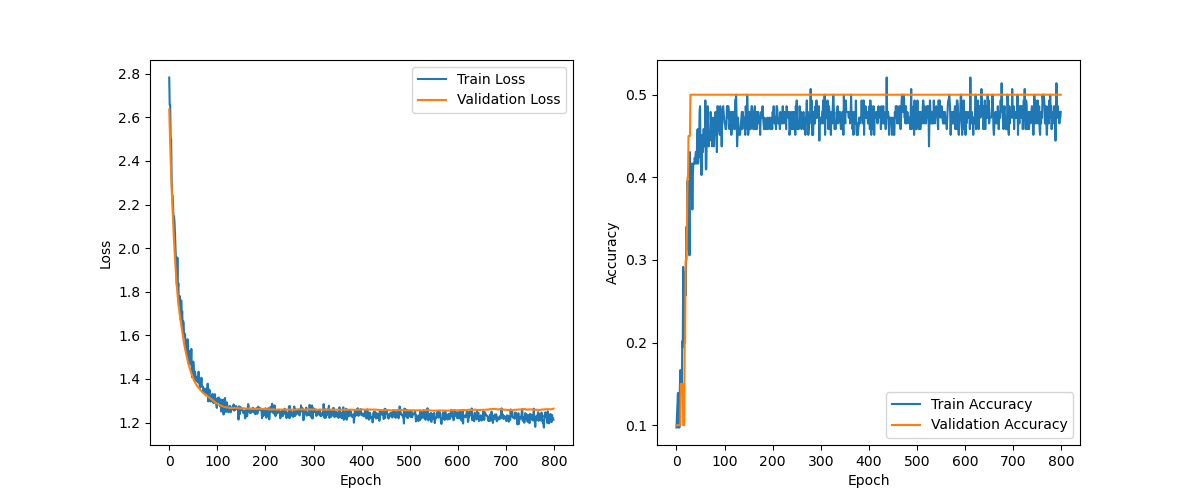 2.8
2.6
2.4
2.2
2.0
1.8
1.6
1.4
1.2
Loss
0 100 200 300 400 500 600 700 800
Epoch
Train Loss
Validation Loss
0.5
0.4
0.3
0.2
0.1
Accuracy
0 100 200 300 400 500 600 700 800
Epoch
Train Accuracy
Validation Accuracy